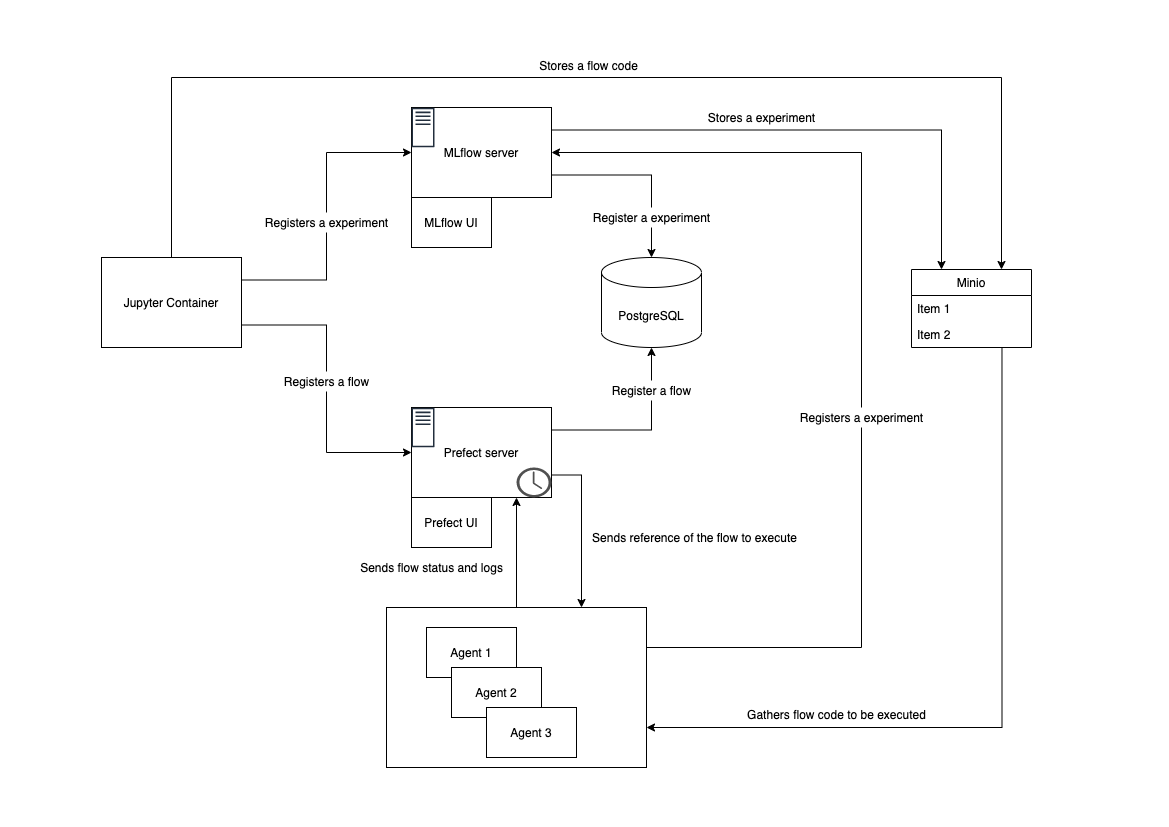 Stores a flow code
Stores a experiment
MLflow server
Registers a experiment
MLflow UI
Register a experiment
Jupyter Container
PostgreSQL
Minio
Item 1
Item 2
Registers a flow
Register a flow
Registers a experiment
Prefect server
Prefect UI
Sends reference of the flow to execute
Sends flow status and logs
Agent 1
Agent 2
Agent 3
Gathers flow code to be executed